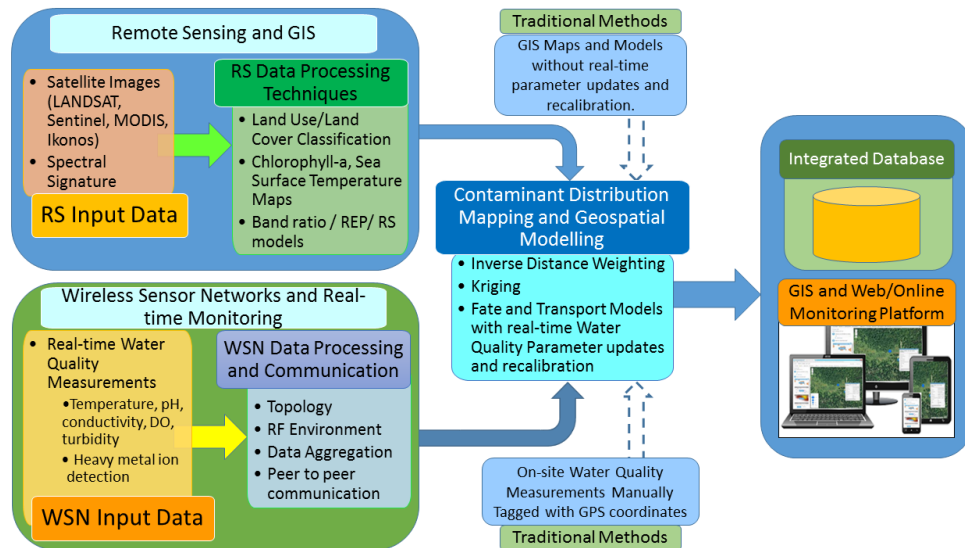 Remote Sensing and GIS
• Satellite Images
(LANDSAT,
Sentinel, MODIS,
Ikonos)
• Spectral
Signature
RS Input Data
RS Data Processing
Techniques
• Land Use/Land
Cover Classification
• Chlorophyll-a, Sea
Surface Temperature
Maps
• Band ratio / REP/ RS
models
Wireless Sensor Networks and Real-
time Monitoring
• Real-time Water
Quality
Measurements
•Temperature, pH,
conductivity, DO,
turbidity
• Heavy metal ion
detection
WSN Input Data
WSN Data Processing
and Communication
• Topology
• RF Environment
• Data Aggregation
• Peer to peer
communication
Traditional Methods
GIS Maps and Models
without real-time
parameter updates and
recalibration.
Contaminant Distribution
Mapping and Geospatial
Modelling
• Inverse Distance Weighting
• Kriging
• Fate and Transport Models
with real-time Water
Quality Parameter updates
and recalibration
On-site Water Quality
Measurements Manually
Tagged with GPS coordinates
Traditional Methods
Integrated Database
GIS and Web/Online
Monitoring Platform